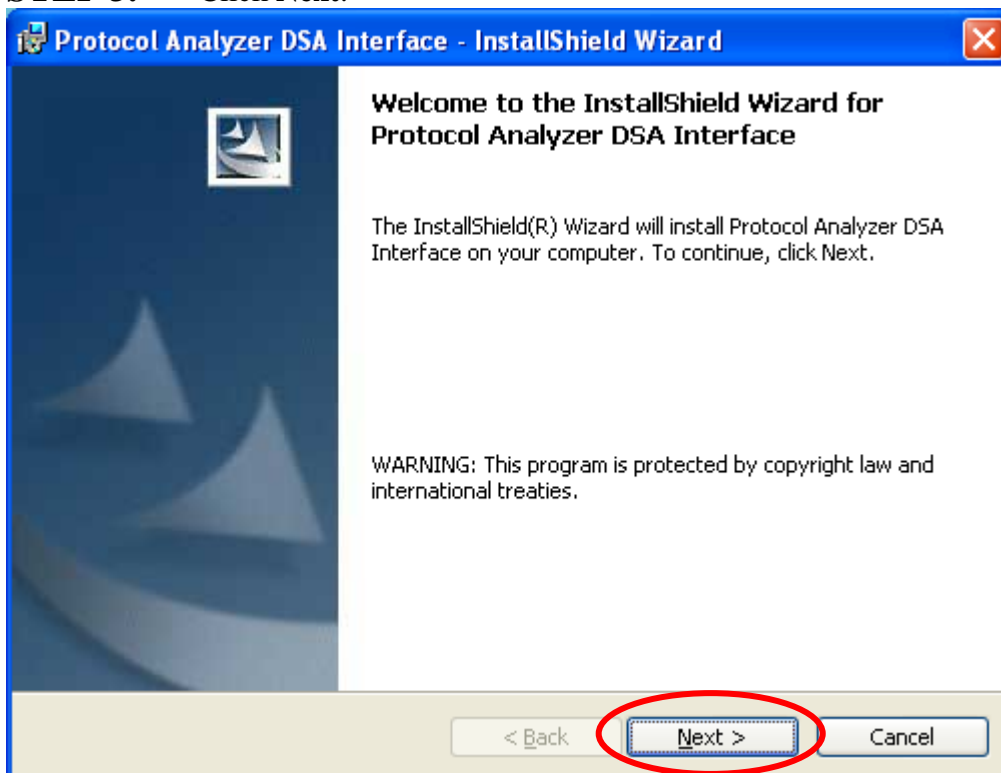 Protocol Analyzer DSA Interface - InstallShield Wizard
Welcome to the InstallShield Wizard for
Protocol Analyzer DSA Interface
The InstallShield(R) Wizard will install Protocol Analyzer DSA
Interface on your computer. To continue, click Next.
WARNING: This program is protected by copyright law and
international treaties.
< Back
Next >
Cancel